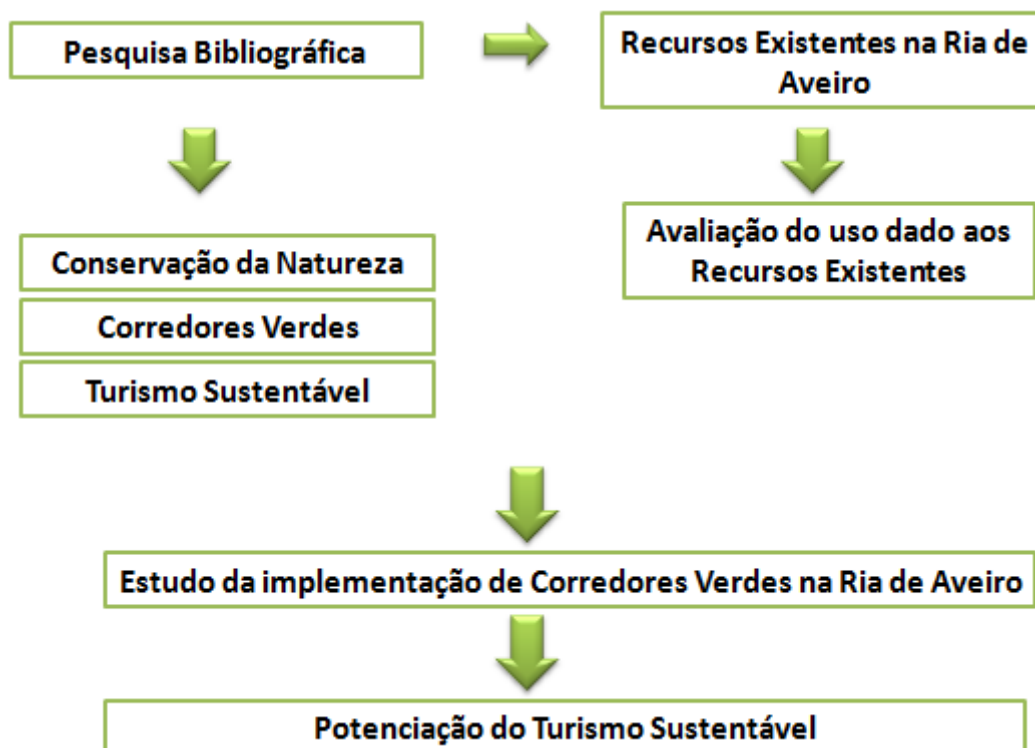 Pesquisa Bibliográfica
Recursos Existentes na Ria de
Aveiro
Conservação da Natureza
Corredores Verdes
Turismo Sustentável
Avaliação do uso dado aos
Recursos Existentes
Estudo da implementação de Corredores Verdes na Ria de Aveiro
Potenciação do Turismo Sustentável